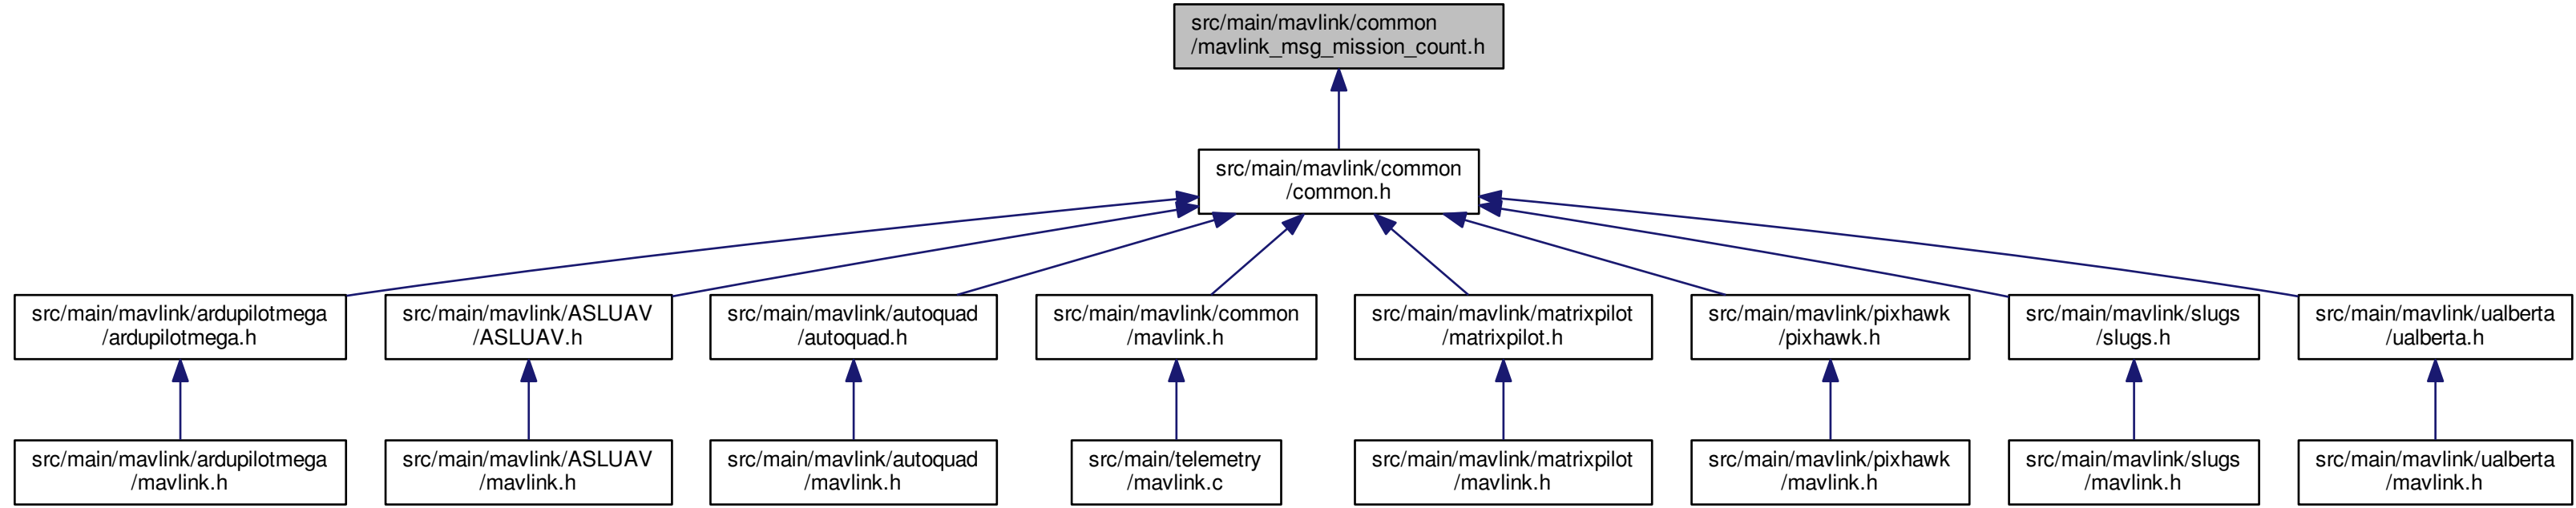 src/main/mavlink/common
/mavlink_msg_mission_count.h
src/main/mavlink/common
/common.h
src/main/mavlink/ardupilotmega
/ardupilotmega.h
src/main/mavlink/ASLUAV
/ASLUAV.h
src/main/mavlink/autoquad
/autoquad.h
src/main/mavlink/common
/mavlink.h
src/main/mavlink/matrixpilot
/matrixpilot.h
src/main/mavlink/pixhawk
/pixhawk.h
src/main/mavlink/slugs
/slugs.h
src/main/mavlink/ualberta
/ualberta.h
src/main/mavlink/ardupilotmega
/mavlink.h
src/main/mavlink/ASLUAV
/mavlink.h
src/main/mavlink/autoquad
/mavlink.h
src/main/telemetry
/mavlink.c
src/main/mavlink/matrixpilot
/mavlink.h
src/main/mavlink/pixhawk
/mavlink.h
src/main/mavlink/slugs
/mavlink.h
src/main/mavlink/ualberta
/mavlink.h